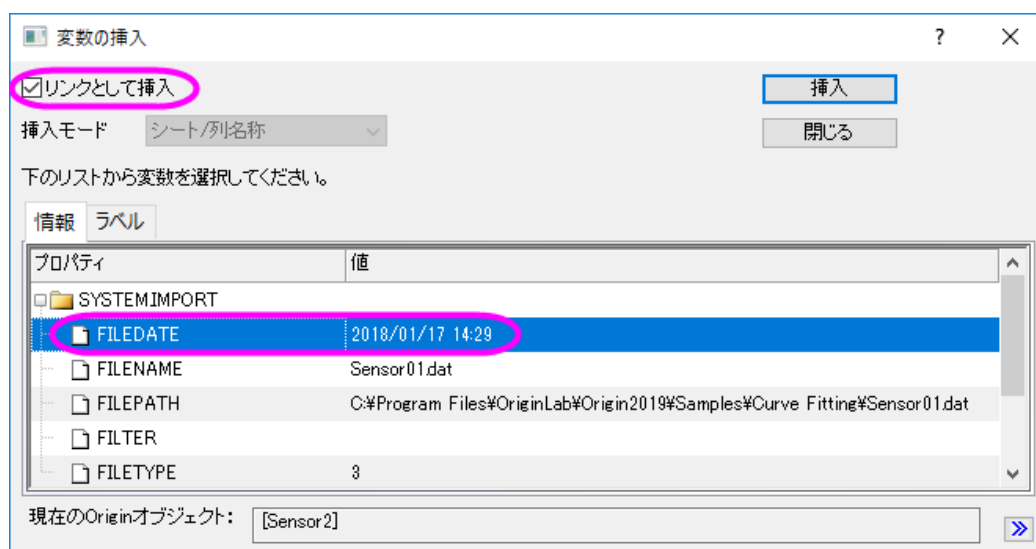 変数の挿入
?
リンクとして挿入
挿入
挿入モード シート/列名称
閉じる
下のリストから変数を選択してください。
情報 ラベル
プロパティ 値
SYSTEM.IMPORT
FILEDATE 2018/01/17 14:29
FILENAME Sensor01.dat
FILEPATH C:¥Program Files¥OriginLab¥Origin2019¥Samples¥Curve Fitting¥Sensor01.dat
FILTER
FILETYPE 3
現在のOriginオブジェクト: [Sensor2]